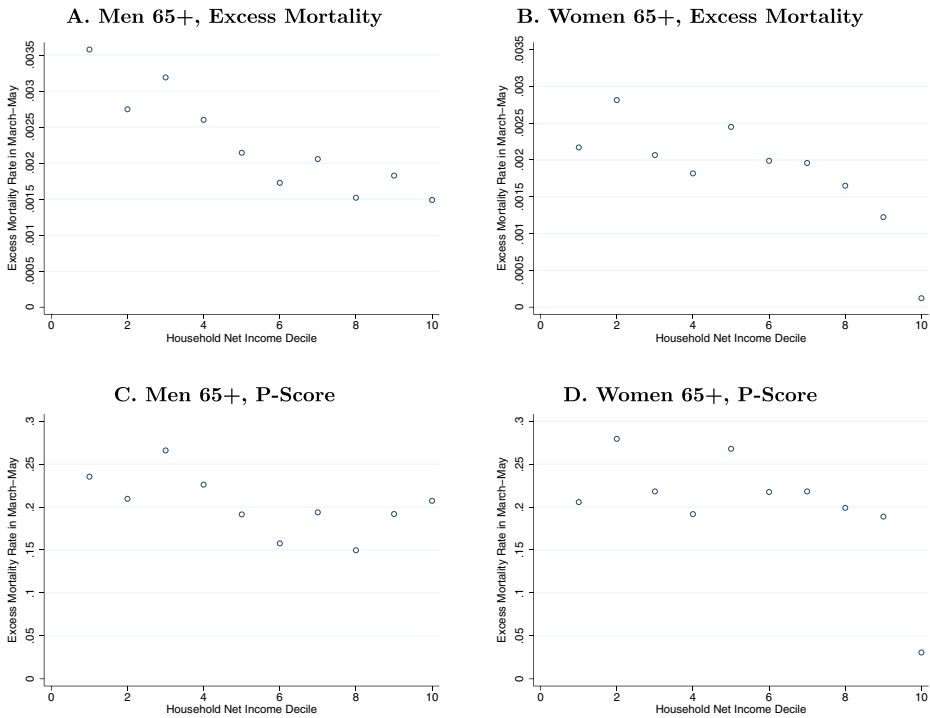 A. Men 65+, Excess Mortality
Excess Mortality Rate in March–May
0 .0005 .001 .0015 .002 .0025 .003 .0035
0 2 4 6 8 10
Household Net Income Decile
B. Women 65+, Excess Mortality
Excess Mortality Rate in March–May
0 .0005 .001 .0015 .002 .0025 .003 .0035
0 2 4 6 8 10
Household Net Income Decile
C. Men 65+, P-Score
Excess Mortality Rate in March–May
0 .05 .1 .15 .2 .25 .3
0 2 4 6 8 10
Household Net Income Decile
D. Women 65+, P-Score
Excess Mortality Rate in March–May
0 .05 .1 .15 .2 .25 .3
0 2 4 6 8 10
Household Net Income Decile